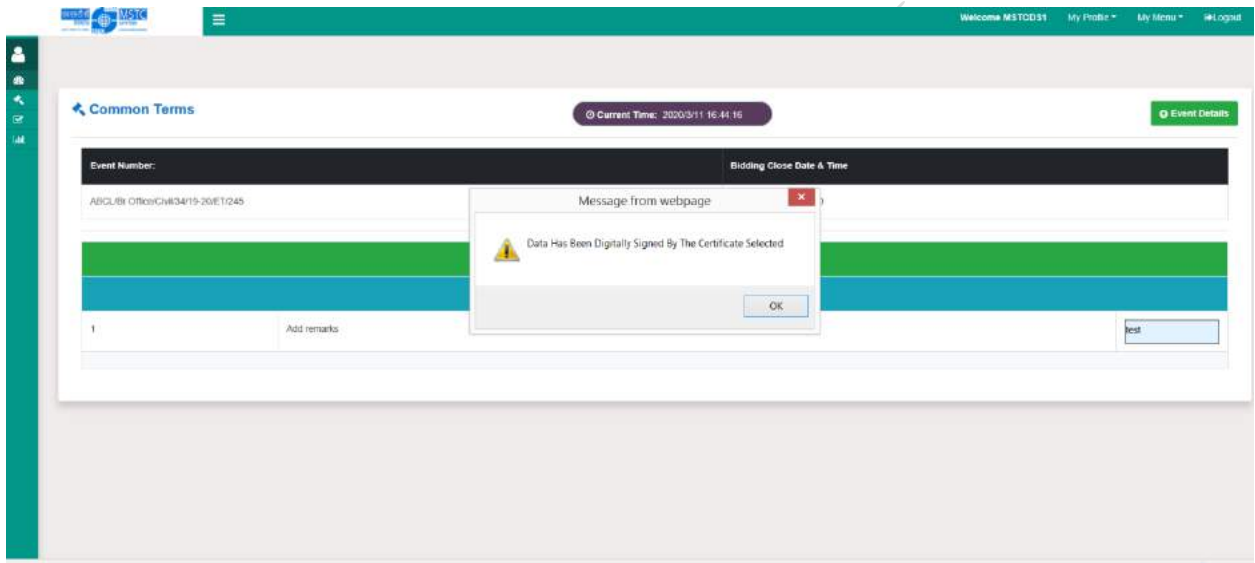 MSTC
Welcome MSTCDS1 My Profile My Menu Logout
Common Terms
Current Time: 2020/3/11 16:44:16
Event Details
Event Number:
Bidding Close Date & Time
ABCL/Br Office/Civil/34/19-20/ET/245
Message from webpage
Data Has Been Digitally Signed By The Certificate Selected
OK
1 Add remarks test